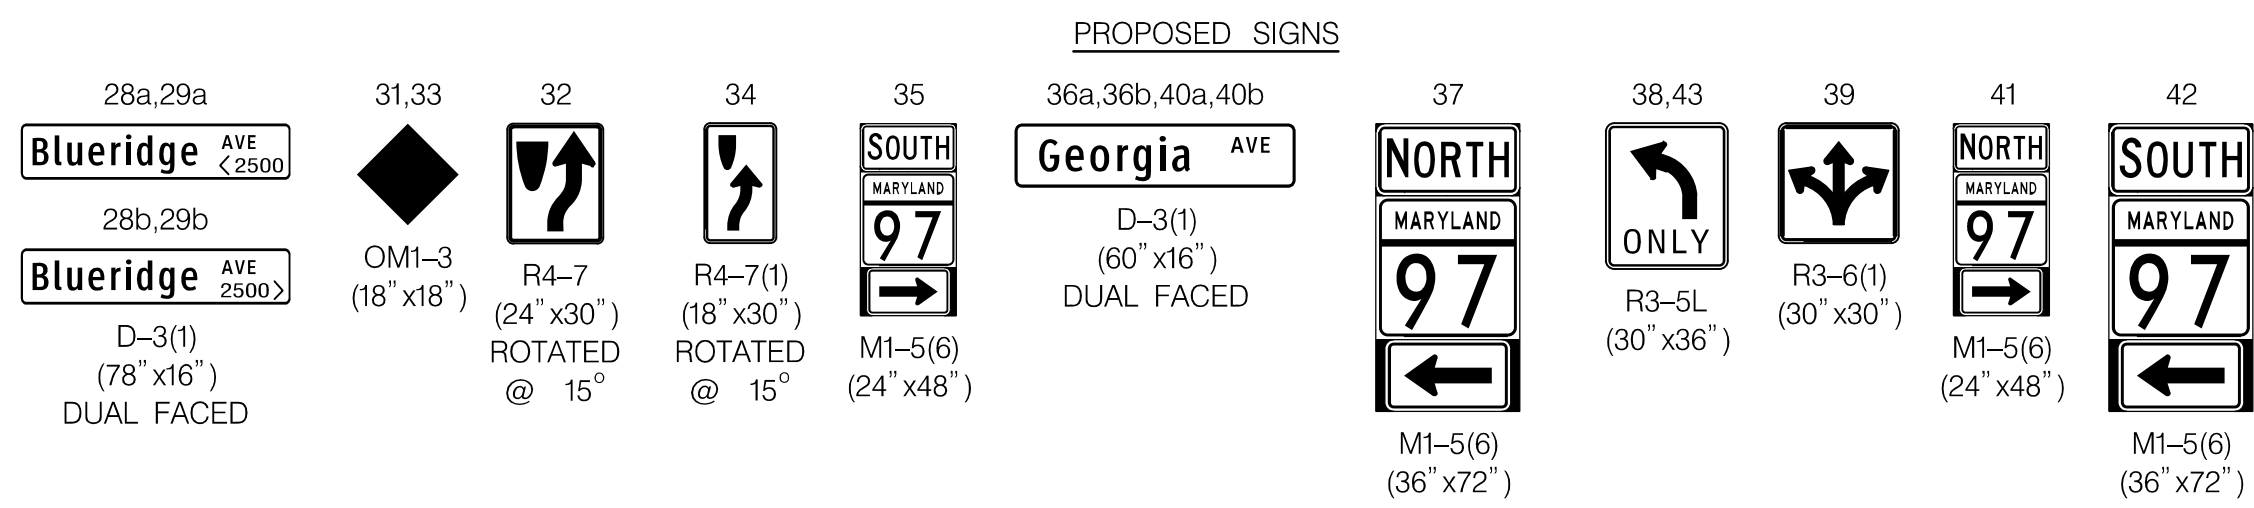 PROPOSED SIGNS
28a,29a
Blueridge AVE
<2500
28b,29b
Blueridge AVE
2500>
D–3(1)
(78"x16")
DUAL FACED
31,33
OM1–3
(18"x18")
32
R4–7
(24"x30")
ROTATED
@ 15°
34
R4–7(1)
(18"x30")
ROTATED
@ 15°
35
SOUTH
MARYLAND
97
M1–5(6)
(24"x48")
36a,36b,40a,40b
Georgia AVE
D–3(1)
(60"x16")
DUAL FACED
37
NORTH
MARYLAND
97
M1–5(6)
(36"x72")
38,43
ONLY
R3–5L
(30"x36")
39
R3–6(1)
(30"x30")
41
NORTH
MARYLAND
97
M1–5(6)
(24"x48")
42
SOUTH
MARYLAND
97
M1–5(6)
(36"x72")